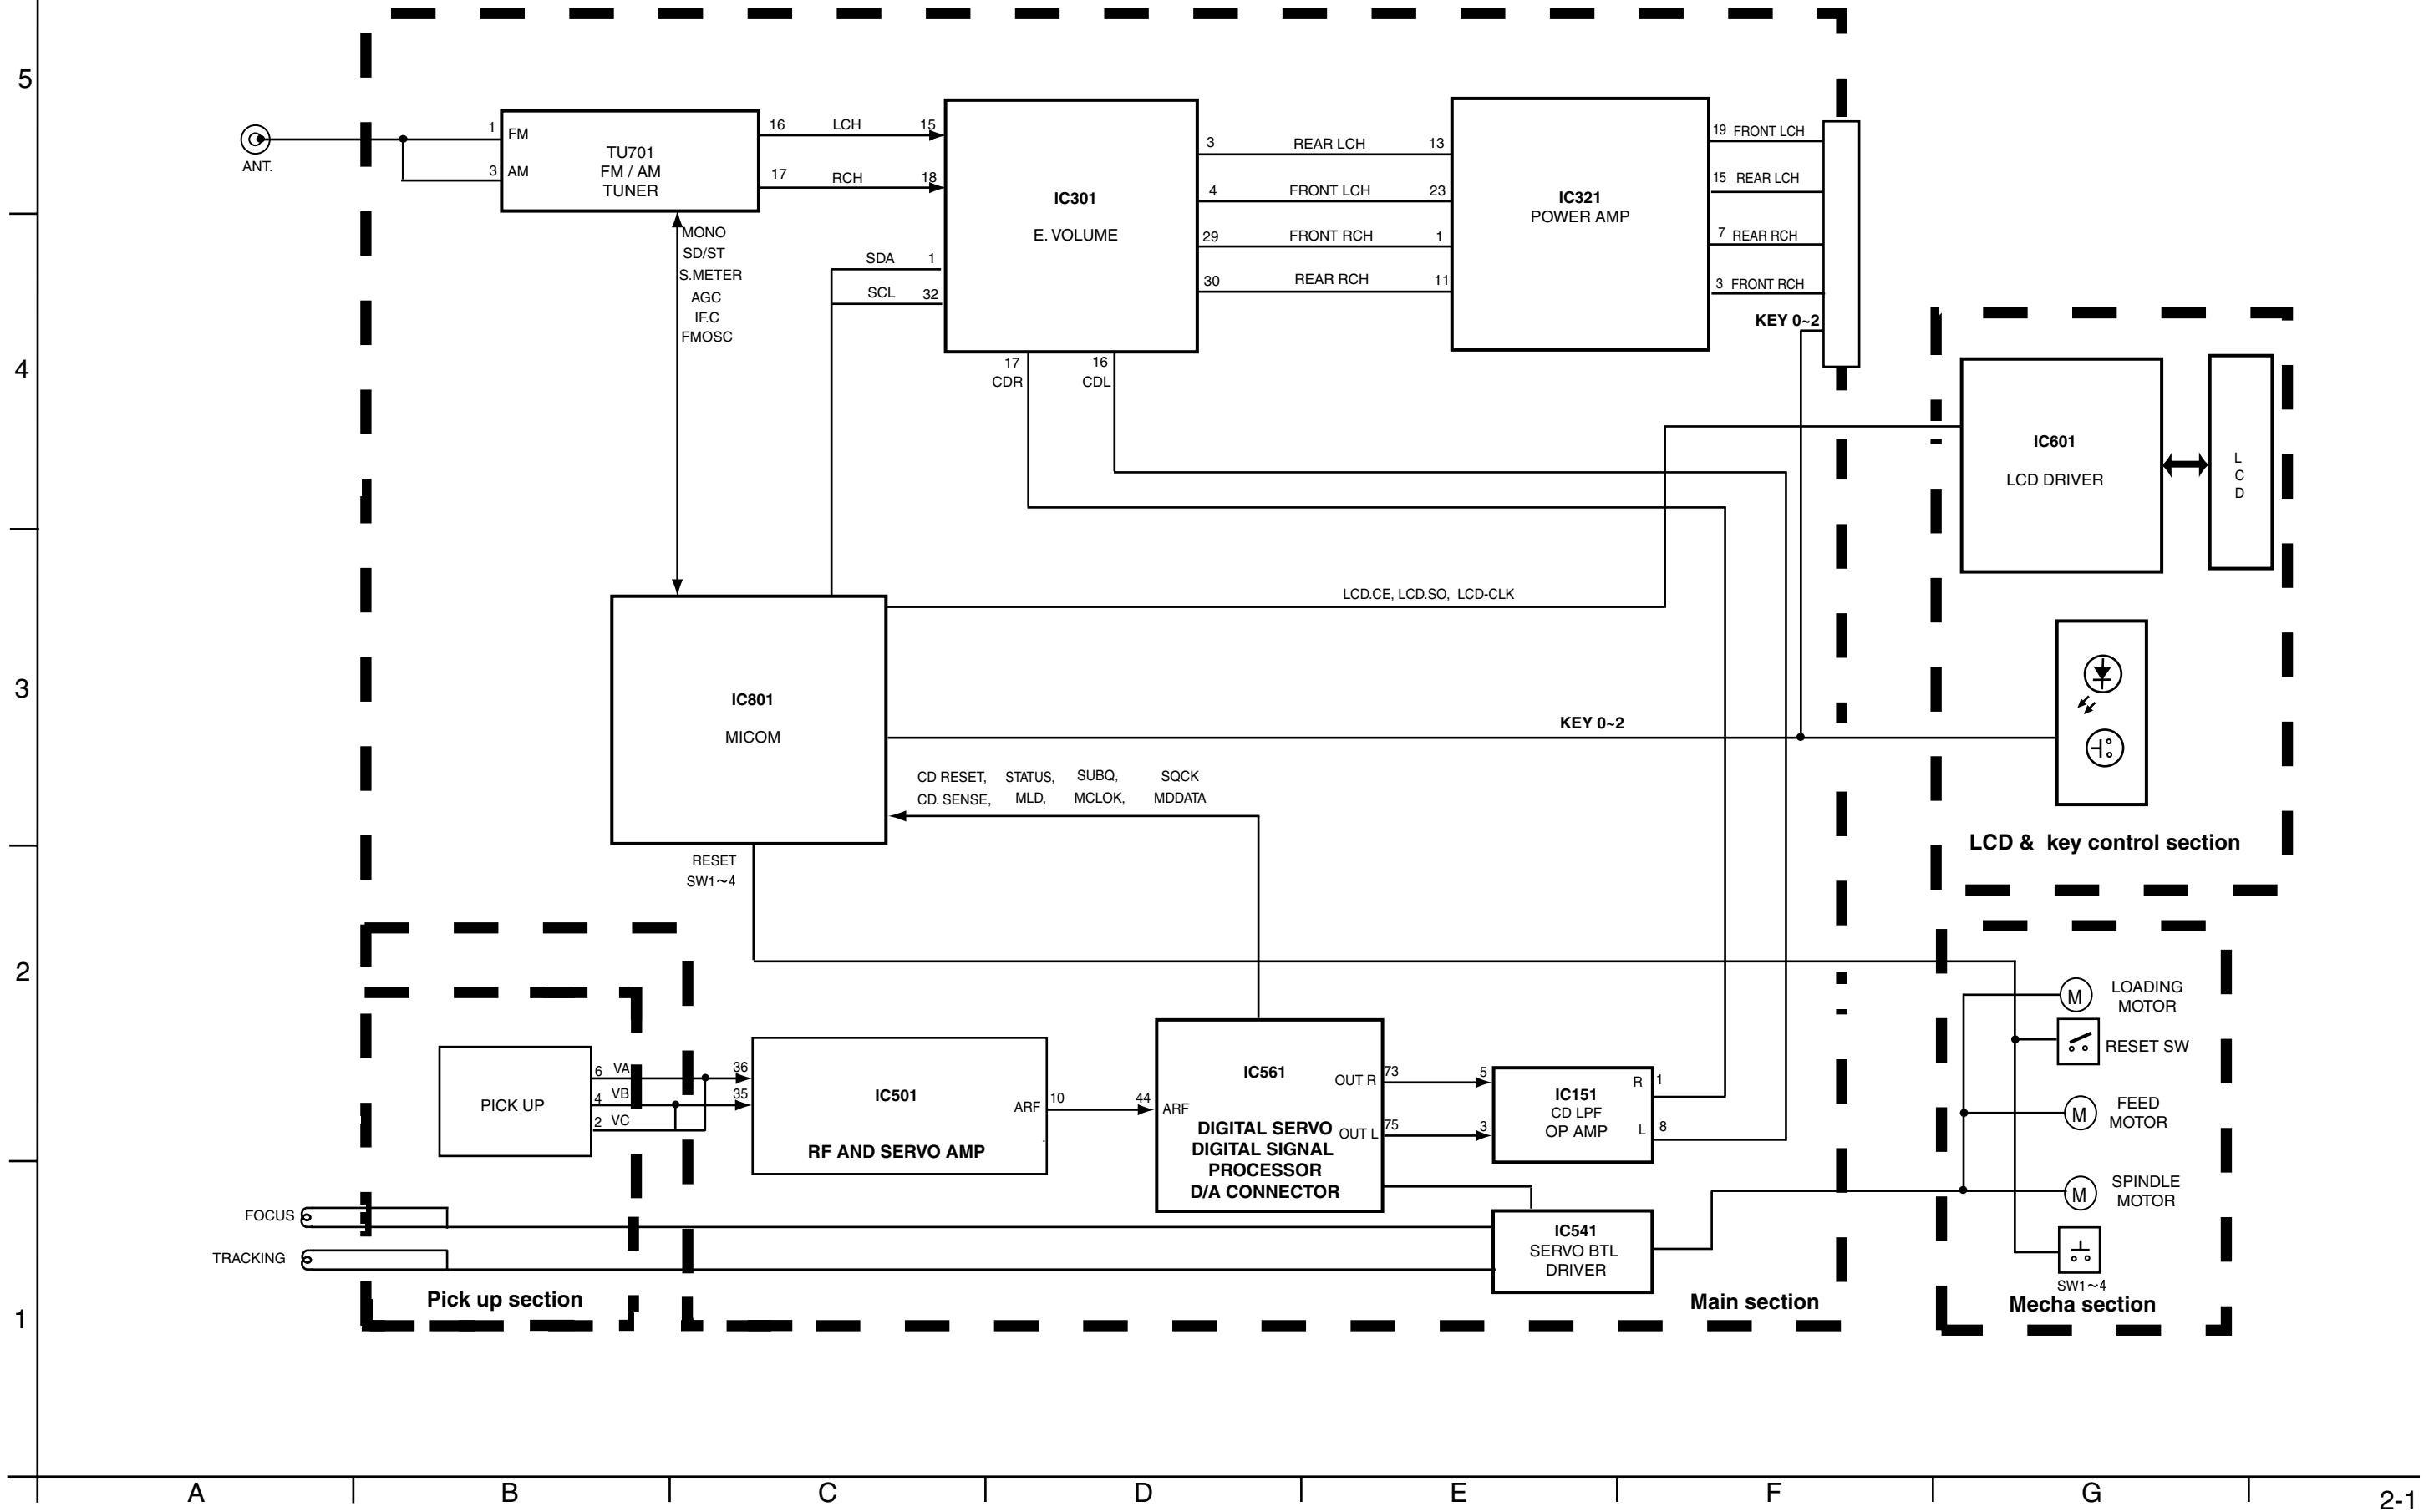 5
ANT.
1 FM
3 AM
TU701
FM / AM
TUNER
16 LCH 15
17 RCH 18
MONO
SD/ST
S.METER
AGC
IF.C
FMOSC
SDA 1
SCL 32
IC301
E. VOLUME
3 REAR LCH 13
4 FRONT LCH 23
29 FRONT RCH 1
30 REAR RCH 11
IC321
POWER AMP
19 FRONT LCH
15 REAR LCH
7 REAR RCH
3 FRONT RCH
KEY 0~2
4
17
CDR
16
CDL
IC601
LCD DRIVER
L
C
D
LCD.CE, LCD.SO, LCD-CLK
3
IC801
MICOM
KEY 0~2
CD RESET, STATUS, SUBQ, SQCK
CD. SENSE, MLD, MCLOK, MDDATA
LCD & key control section
RESET
SW1~4
2
PICK UP
6 VA
4 VB
2 VC
36
35
IC501
RF AND SERVO AMP
ARF 10
44 ARF
IC561
DIGITAL SERVO
DIGITAL SIGNAL
PROCESSOR
D/A CONNECTOR
OUT R 73
OUT L 75
5
3
IC151
CD LPF
OP AMP
R 1
L 8
M
LOADING
MOTOR
RESET SW
M
FEED
MOTOR
M
SPINDLE
MOTOR
SW1~4
Mecha section
FOCUS
TRACKING
IC541
SERVO BTL
DRIVER
1
Pick up section
Main section
A B C D E F G
2-1